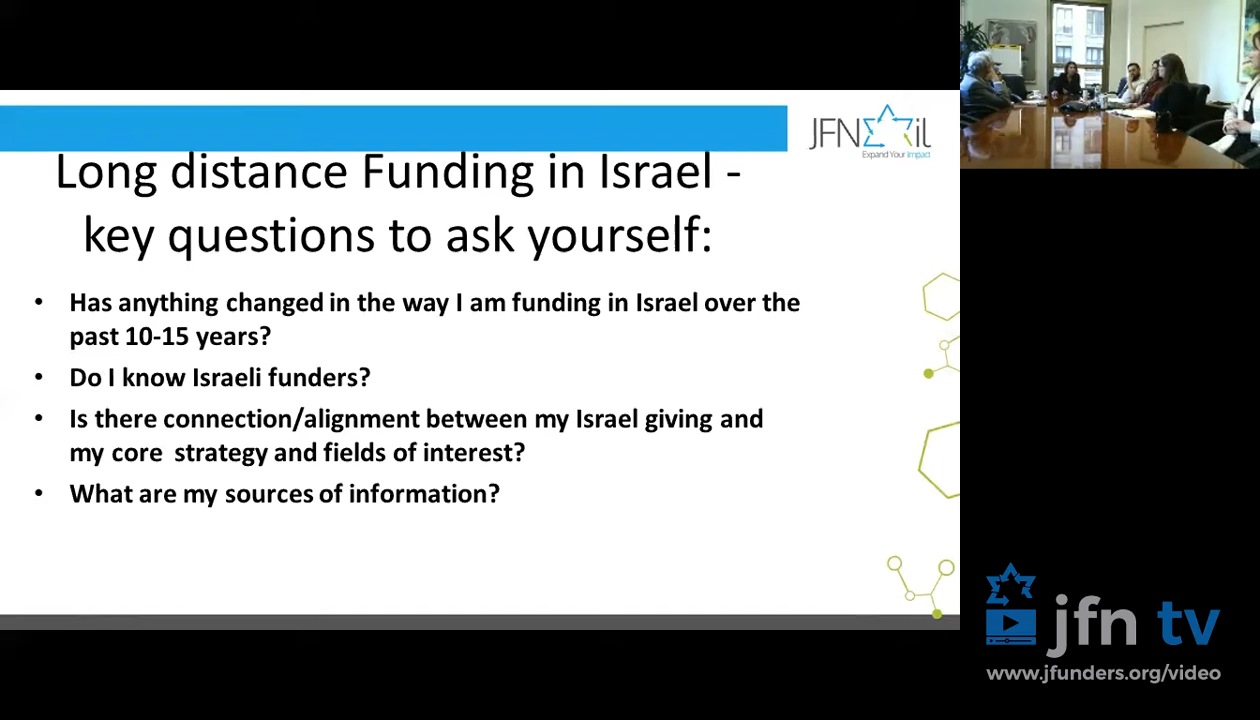 JFN il
Expand Your Impact
Long distance Funding in Israel -
key questions to ask yourself:
• Has anything changed in the way I am funding in Israel over the
past 10-15 years?
• Do I know Israeli funders?
• Is there connection/alignment between my Israel giving and
my core strategy and fields of interest?
• What are my sources of information?
jfn tv
www.jfunders.org/video